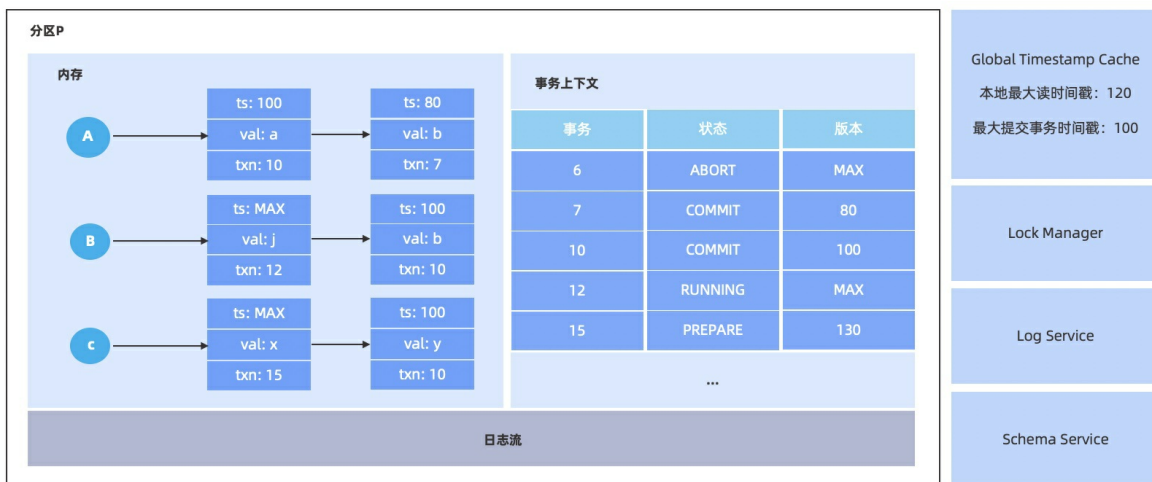 分区P
内存
A
ts: 100
val: a
txn: 10
ts: 80
val: b
txn: 7
B
ts: MAX
val: j
txn: 12
ts: 100
val: b
txn: 10
c
ts: MAX
val: x
txn: 15
ts: 100
val: y
txn: 10
事务上下文
事务 状态 版本
6 ABORT MAX
7 COMMIT 80
10 COMMIT 100
12 RUNNING MAX
15 PREPARE 130
...
日志流
Global Timestamp Cache
本地最大读时间戳：120
最大提交事务时间戳：100
Lock Manager
Log Service
Schema Service